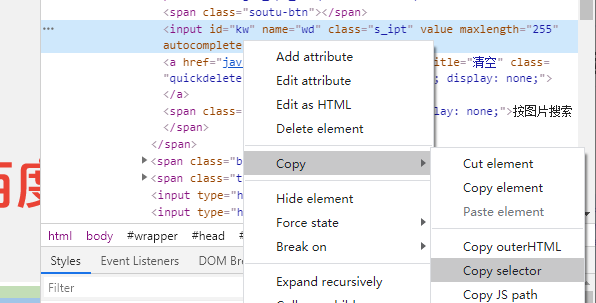 <span class="soutu-btn"></span>
··· <input id="kw" name="wd" class="s_ipt" value maxlength="255"
autocomplete
<a href="jav itle="清空" class=
"quickdelete ; display: none;">
</a>
<span class= lay: none;">按图片搜索
</span>
<span class="b
<span class="t
<input type="h
<input type="h
百度
Add attribute
Edit attribute
Edit as HTML
Delete element
Copy
Hide element
Force state
Break on
Expand recursively
Cut element
Copy element
Paste element
Copy outerHTML
Copy selector
Copy JS path
html body #wrapper #head
Styles Event Listeners DOM Br
Filter